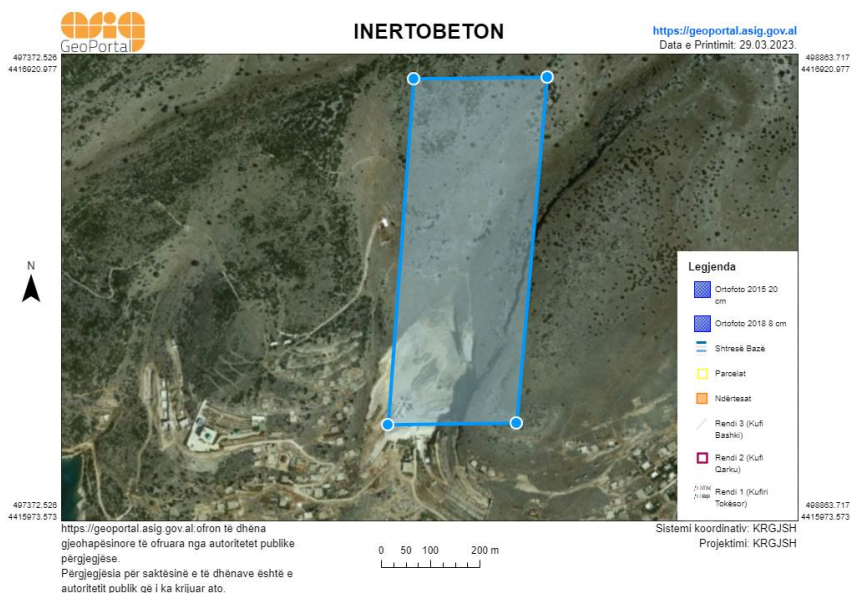 asig
GeoPortal
INERTOBETON
https://geoportal.asig.gov.al
Data e Printimit: 29.03.2023.
497372.526
4416920.977
498863.717
4416920.977
N
Legjenda
Ortofoto 2015 20
cm
Ortofoto 2018 8 cm
Shtresë Bazë
Parcelat
Ndërtesat
Rendi 3 (Kufi
Bashki)
Rendi 2 (Kufi
Qarku)
Rendi 1 (Kufiri
Tokësor)
497372.526
4415973.573
498863.717
4415973.573
https://geoportal.asig.gov.al:ofron të dhëna
gjeohapësinore të ofruara nga autoritetet publike
përgjegjëse.
Përgjegjësia për saktësinë e të dhënave është e
autoritetit publik që i ka krijuar ato.
0 50 100 200 m
Sistemi koordinativ: KRGJSH
Projektimi: KRGJSH